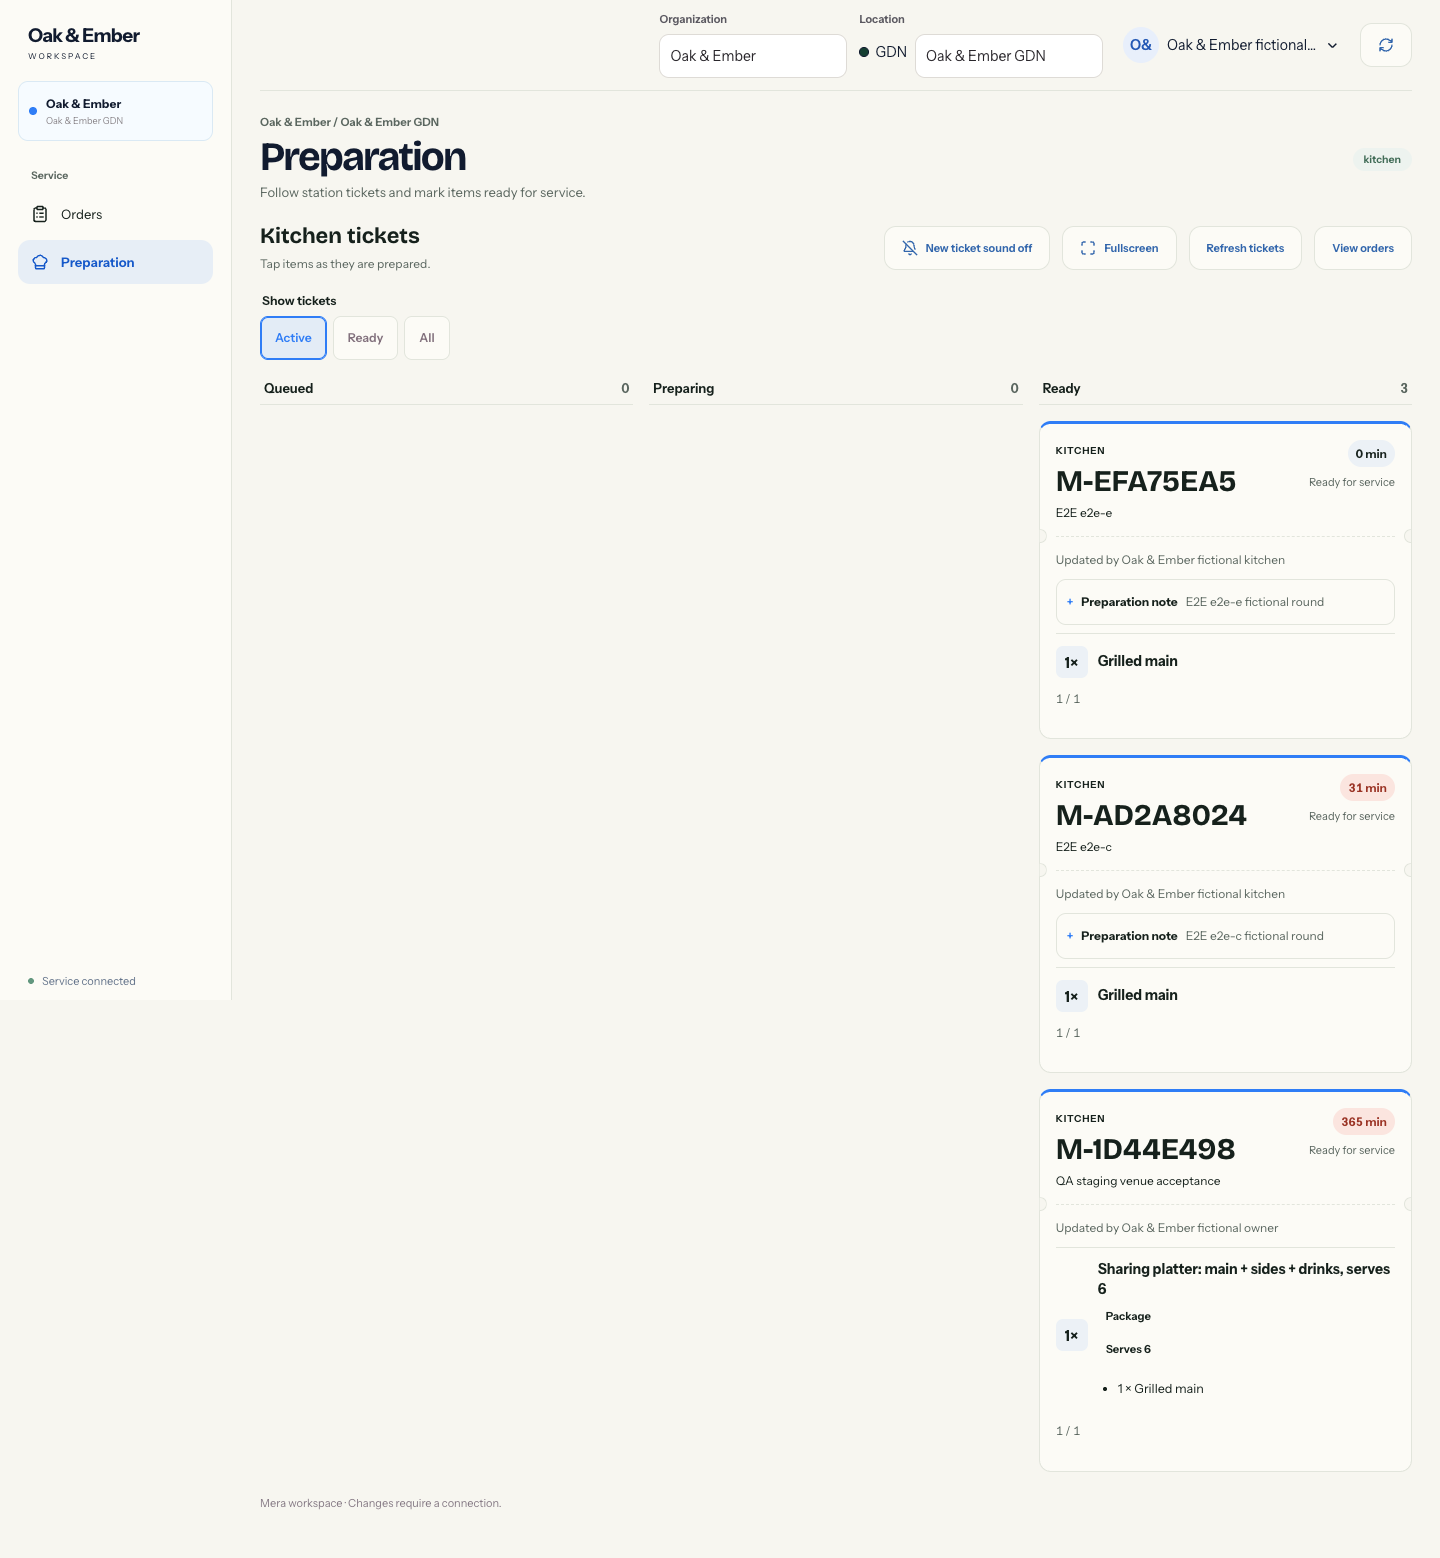 Oak & Ember
WORKSPACE
Oak & Ember
Oak & Ember GDN
Service
Orders
Preparation
Service connected
Organization
Oak & Ember
Location
GDN
Oak & Ember GDN
O&
Oak & Ember fictional...
Oak & Ember / Oak & Ember GDN
Preparation
Follow station tickets and mark items ready for service.
kitchen
Kitchen tickets
Tap items as they are prepared.
New ticket sound off
Fullscreen
Refresh tickets
View orders
Show tickets
Active
Ready
All
Queued 0
Preparing 0
Ready 3
KITCHEN
0 min
M-EFA75EA5
Ready for service
E2E e2e-e
Updated by Oak & Ember fictional kitchen
+ Preparation note E2E e2e-e fictional round
1× Grilled main
1 / 1
KITCHEN
31 min
M-AD2A8024
Ready for service
E2E e2e-c
Updated by Oak & Ember fictional kitchen
+ Preparation note E2E e2e-c fictional round
1× Grilled main
1 / 1
KITCHEN
365 min
M-1D44E498
Ready for service
QA staging venue acceptance
Updated by Oak & Ember fictional owner
Sharing platter: main + sides + drinks, serves
6
Package
1×
Serves 6
• 1 × Grilled main
1 / 1
Mera workspace · Changes require a connection.